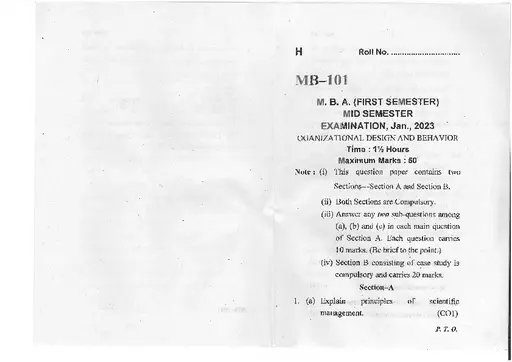 H Roll No. ..............................
MB–101
M. B. A. (FIRST SEMESTER)
MID SEMESTER
EXAMINATION, Jan., 2023
OGANIZATIONAL DESIGN AND BEHAVIOR
Time : 1½ Hours
Maximum Marks : 50
Note : (i) This question paper contains two
Sections—Section A and Section B.
(ii) Both Sections are Compulsory.
(iii) Answer any two sub-questions among
(a), (b) and (c) in each main question
of Section A. Each question carries
10 marks. (Be brief to the point.)
(iv) Section B consisting of case study is
compulsory and carries 20 marks.
Section–A
1. (a) Explain principles of scientific
management. (CO1)
P. T. O.